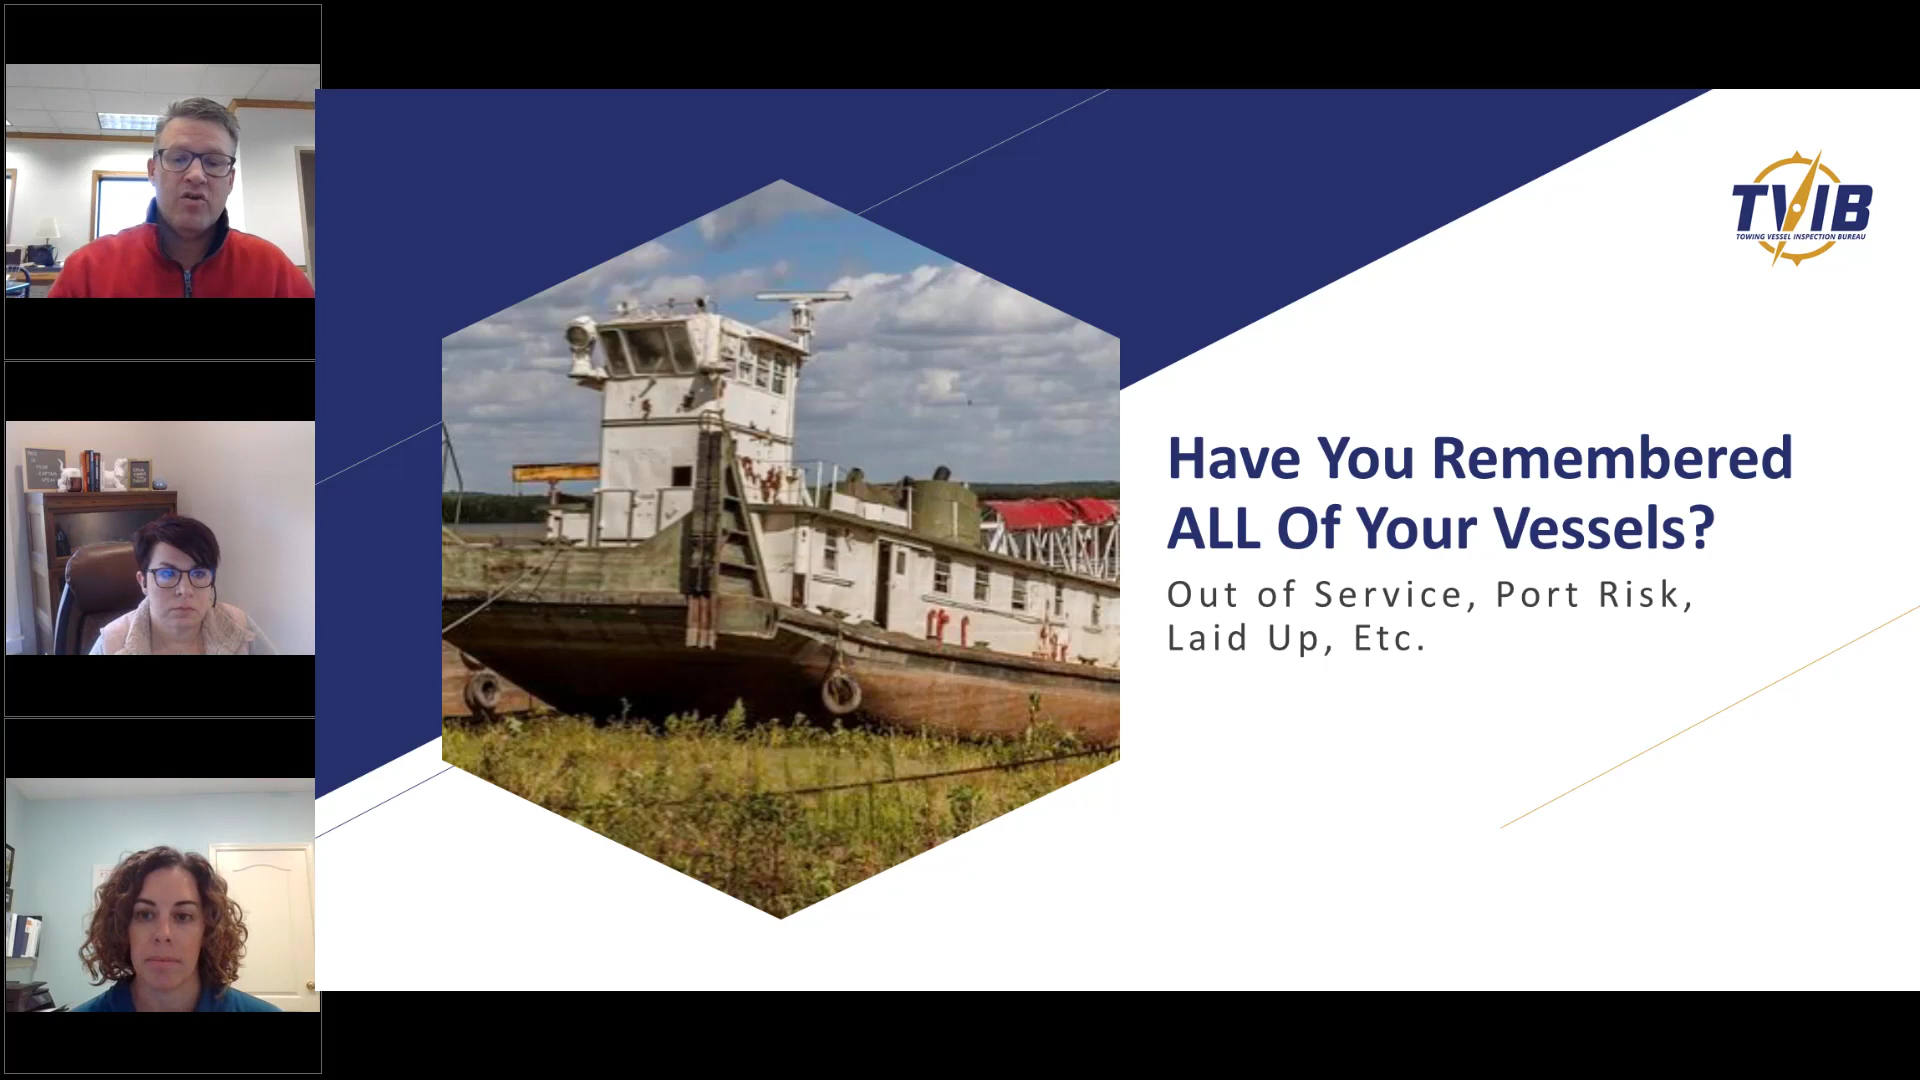 TVIB
TOWING VESSEL INSPECTION BUREAU
Have You Remembered
ALL Of Your Vessels?
Out of Service, Port Risk,
Laid Up, Etc.